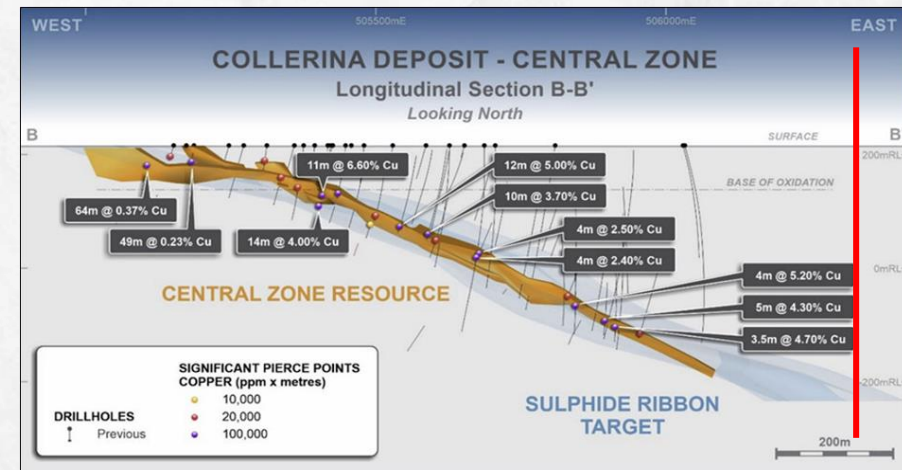 WEST
505500mE
506000mE
EAST
COLLERINA DEPOSIT - CENTRAL ZONE
Longitudinal Section B-B'
Looking North
B
SURFACE
B'
200mRL
11m @ 6.60% Cu
12m @ 5.00% Cu
BASE OF OXIDATION
10m @ 3.70% Cu
64m @ 0.37% Cu
49m @ 0.23% Cu
14m @ 4.00% Cu
4m @ 2.50% Cu
4m @ 2.40% Cu
0mRL
4m @ 5.20% Cu
CENTRAL ZONE RESOURCE
5m @ 4.30% Cu
3.5m @ 4.70% Cu
SIGNIFICANT PIERCE POINTS
COPPER (ppm x metres)
10,000
20,000
100,000
DRILLHOLES
Previous
-200mRL
SULPHIDE RIBBON
TARGET
200m